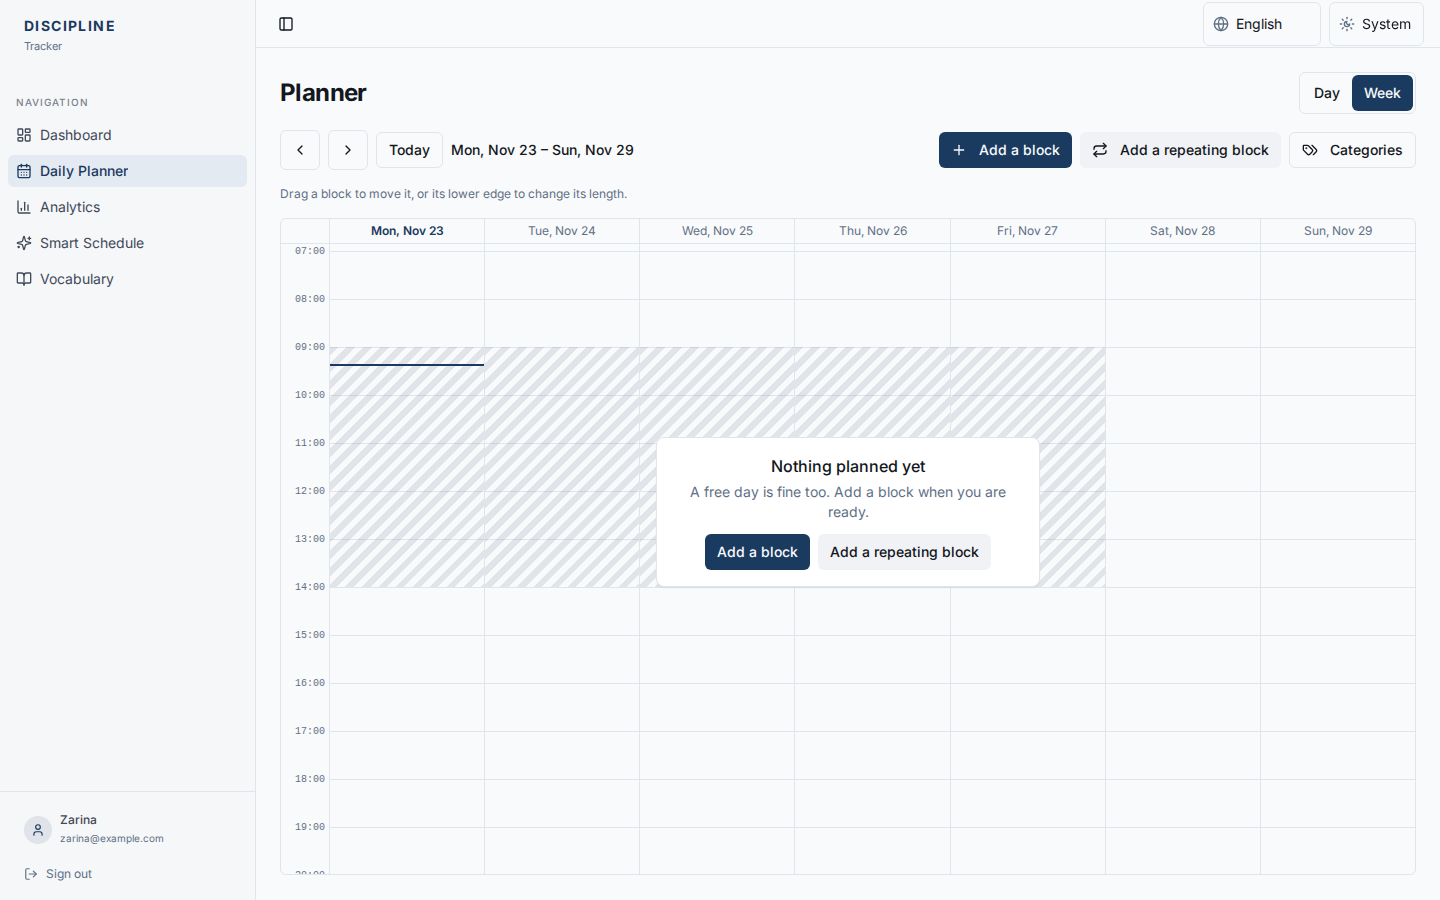 DISCIPLINE
Tracker
English
System
NAVIGATION
Dashboard
Daily Planner
Analytics
Smart Schedule
Vocabulary
Planner
Day
Week
Today
Mon, Nov 23 – Sun, Nov 29
Add a block
Add a repeating block
Categories
Drag a block to move it, or its lower edge to change its length.
Mon, Nov 23
Tue, Nov 24
Wed, Nov 25
Thu, Nov 26
Fri, Nov 27
Sat, Nov 28
Sun, Nov 29
07:00
08:00
09:00
10:00
11:00
12:00
13:00
14:00
15:00
16:00
17:00
18:00
19:00
Nothing planned yet
A free day is fine too. Add a block when you are
ready.
Add a block
Add a repeating block
Zarina
zarina@example.com
Sign out